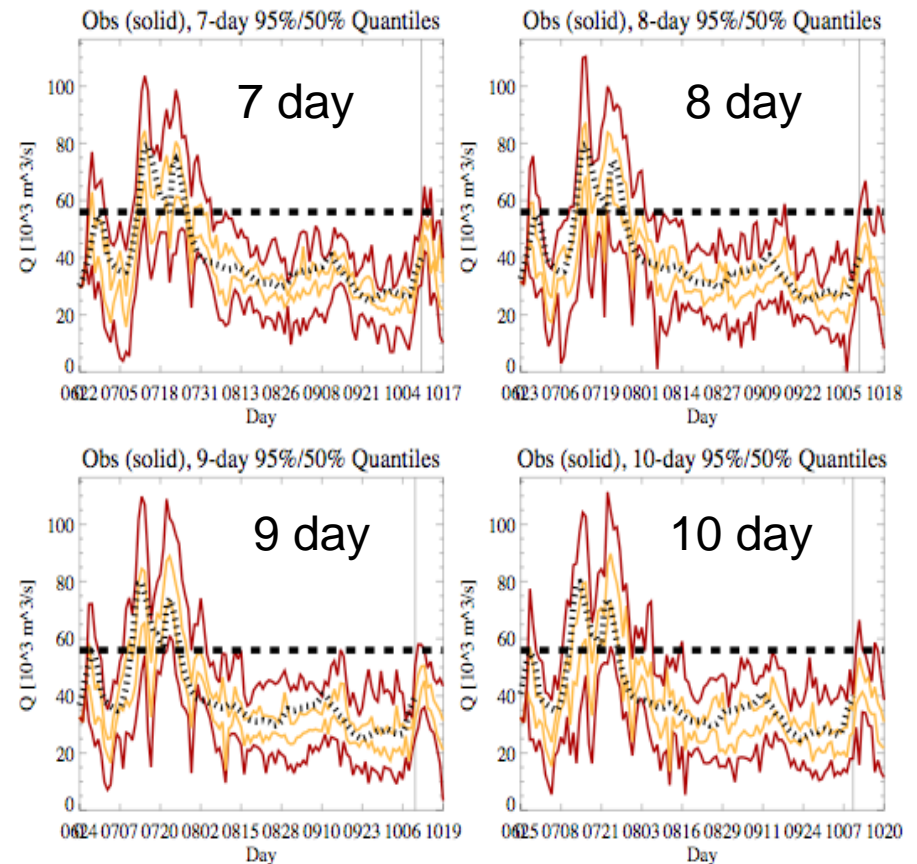 Obs (solid), 7-day 95%/50% Quantiles
7 day
Q [10^3 m^3/s]
100
80
60
40
20
0
0622 0705 0718 0731 0813 0826 0908 0921 1004 1017
Day
Obs (solid), 8-day 95%/50% Quantiles
8 day
Q [10^3 m^3/s]
100
80
60
40
20
0
0623 0706 0719 0801 0814 0827 0909 0922 1005 1018
Day
Obs (solid), 9-day 95%/50% Quantiles
9 day
Q [10^3 m^3/s]
100
80
60
40
20
0
0624 0707 0720 0802 0815 0828 0910 0923 1006 1019
Day
Obs (solid), 10-day 95%/50% Quantiles
10 day
Q [10^3 m^3/s]
100
80
60
40
20
0
0625 0708 0721 0803 0816 0829 0911 0924 1007 1020
Day